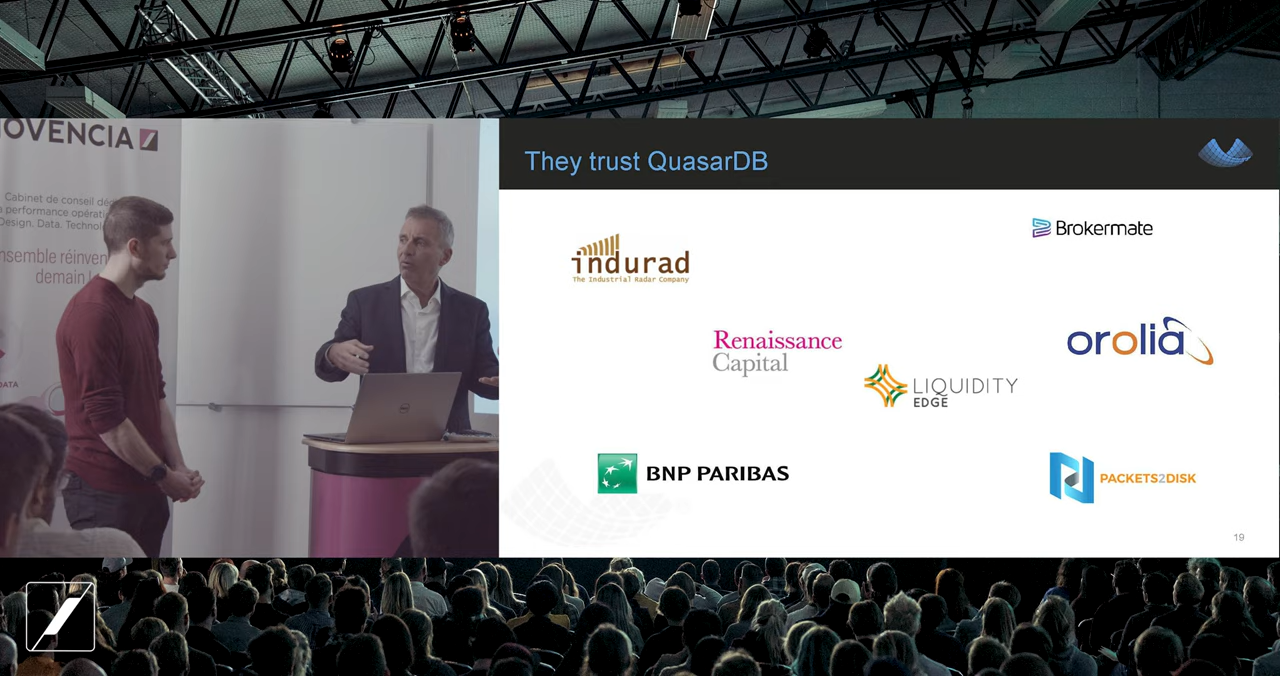 OVENCIA
Cabinet de conseil
a performance opérati
Design. Data. Technol
nsemble réinven
demain
DATA
They trust QuasarDB
indurad
The Industrial Radar Company
Brokermate
Renaissance
Capital
orolia
LIQUIDITY
EDGE
BNP PARIBAS
PACKETS2DISK
19